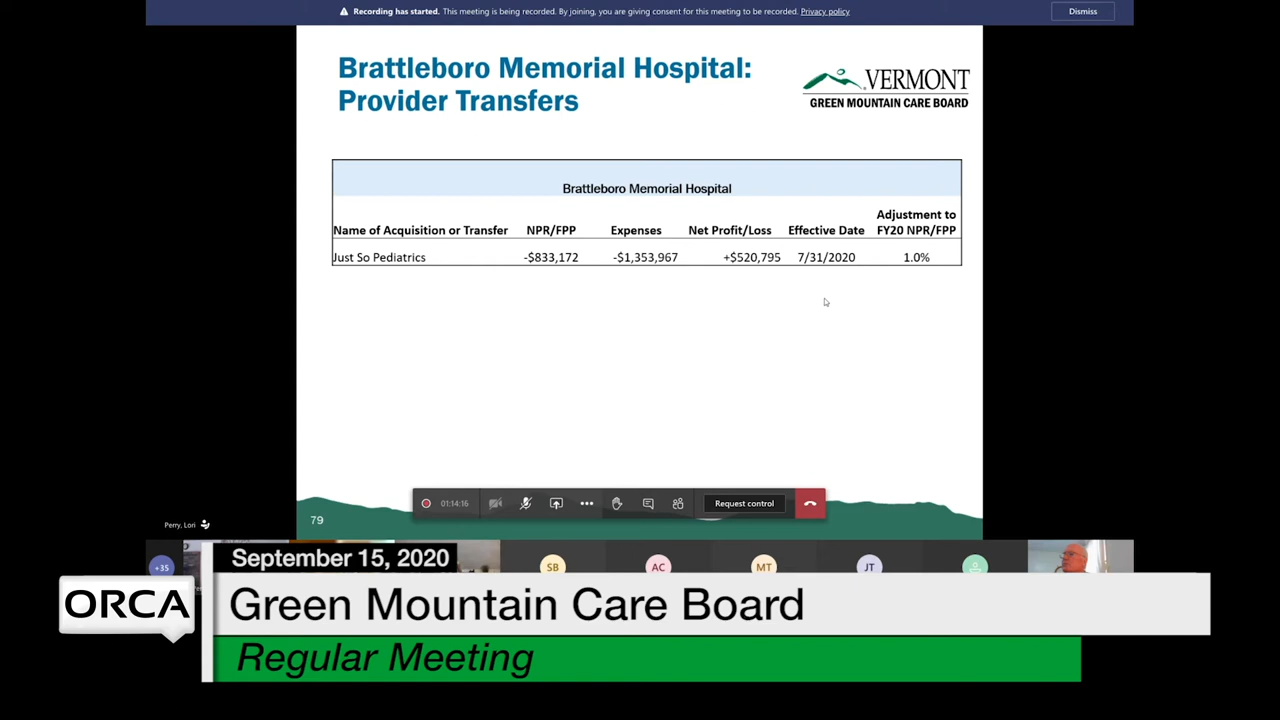 Recording has started. This meeting is being recorded. By joining, you are giving consent for this meeting to be recorded. Privacy policy
Dismiss
Brattleboro Memorial Hospital:
Provider Transfers
VERMONT
GREEN MOUNTAIN CARE BOARD
Brattleboro Memorial Hospital
Name of Acquisition or Transfer NPR/FPP Expenses Net Profit/Loss Effective Date Adjustment to FY20 NPR/FPP
Just So Pediatrics -$833,172 -$1,353,967 +$520,795 7/31/2020 1.0%
01:14:16
Request control
79
Perry, Lori
+35
SB AC MT JT
September 15, 2020
ORCA
Green Mountain Care Board
Regular Meeting